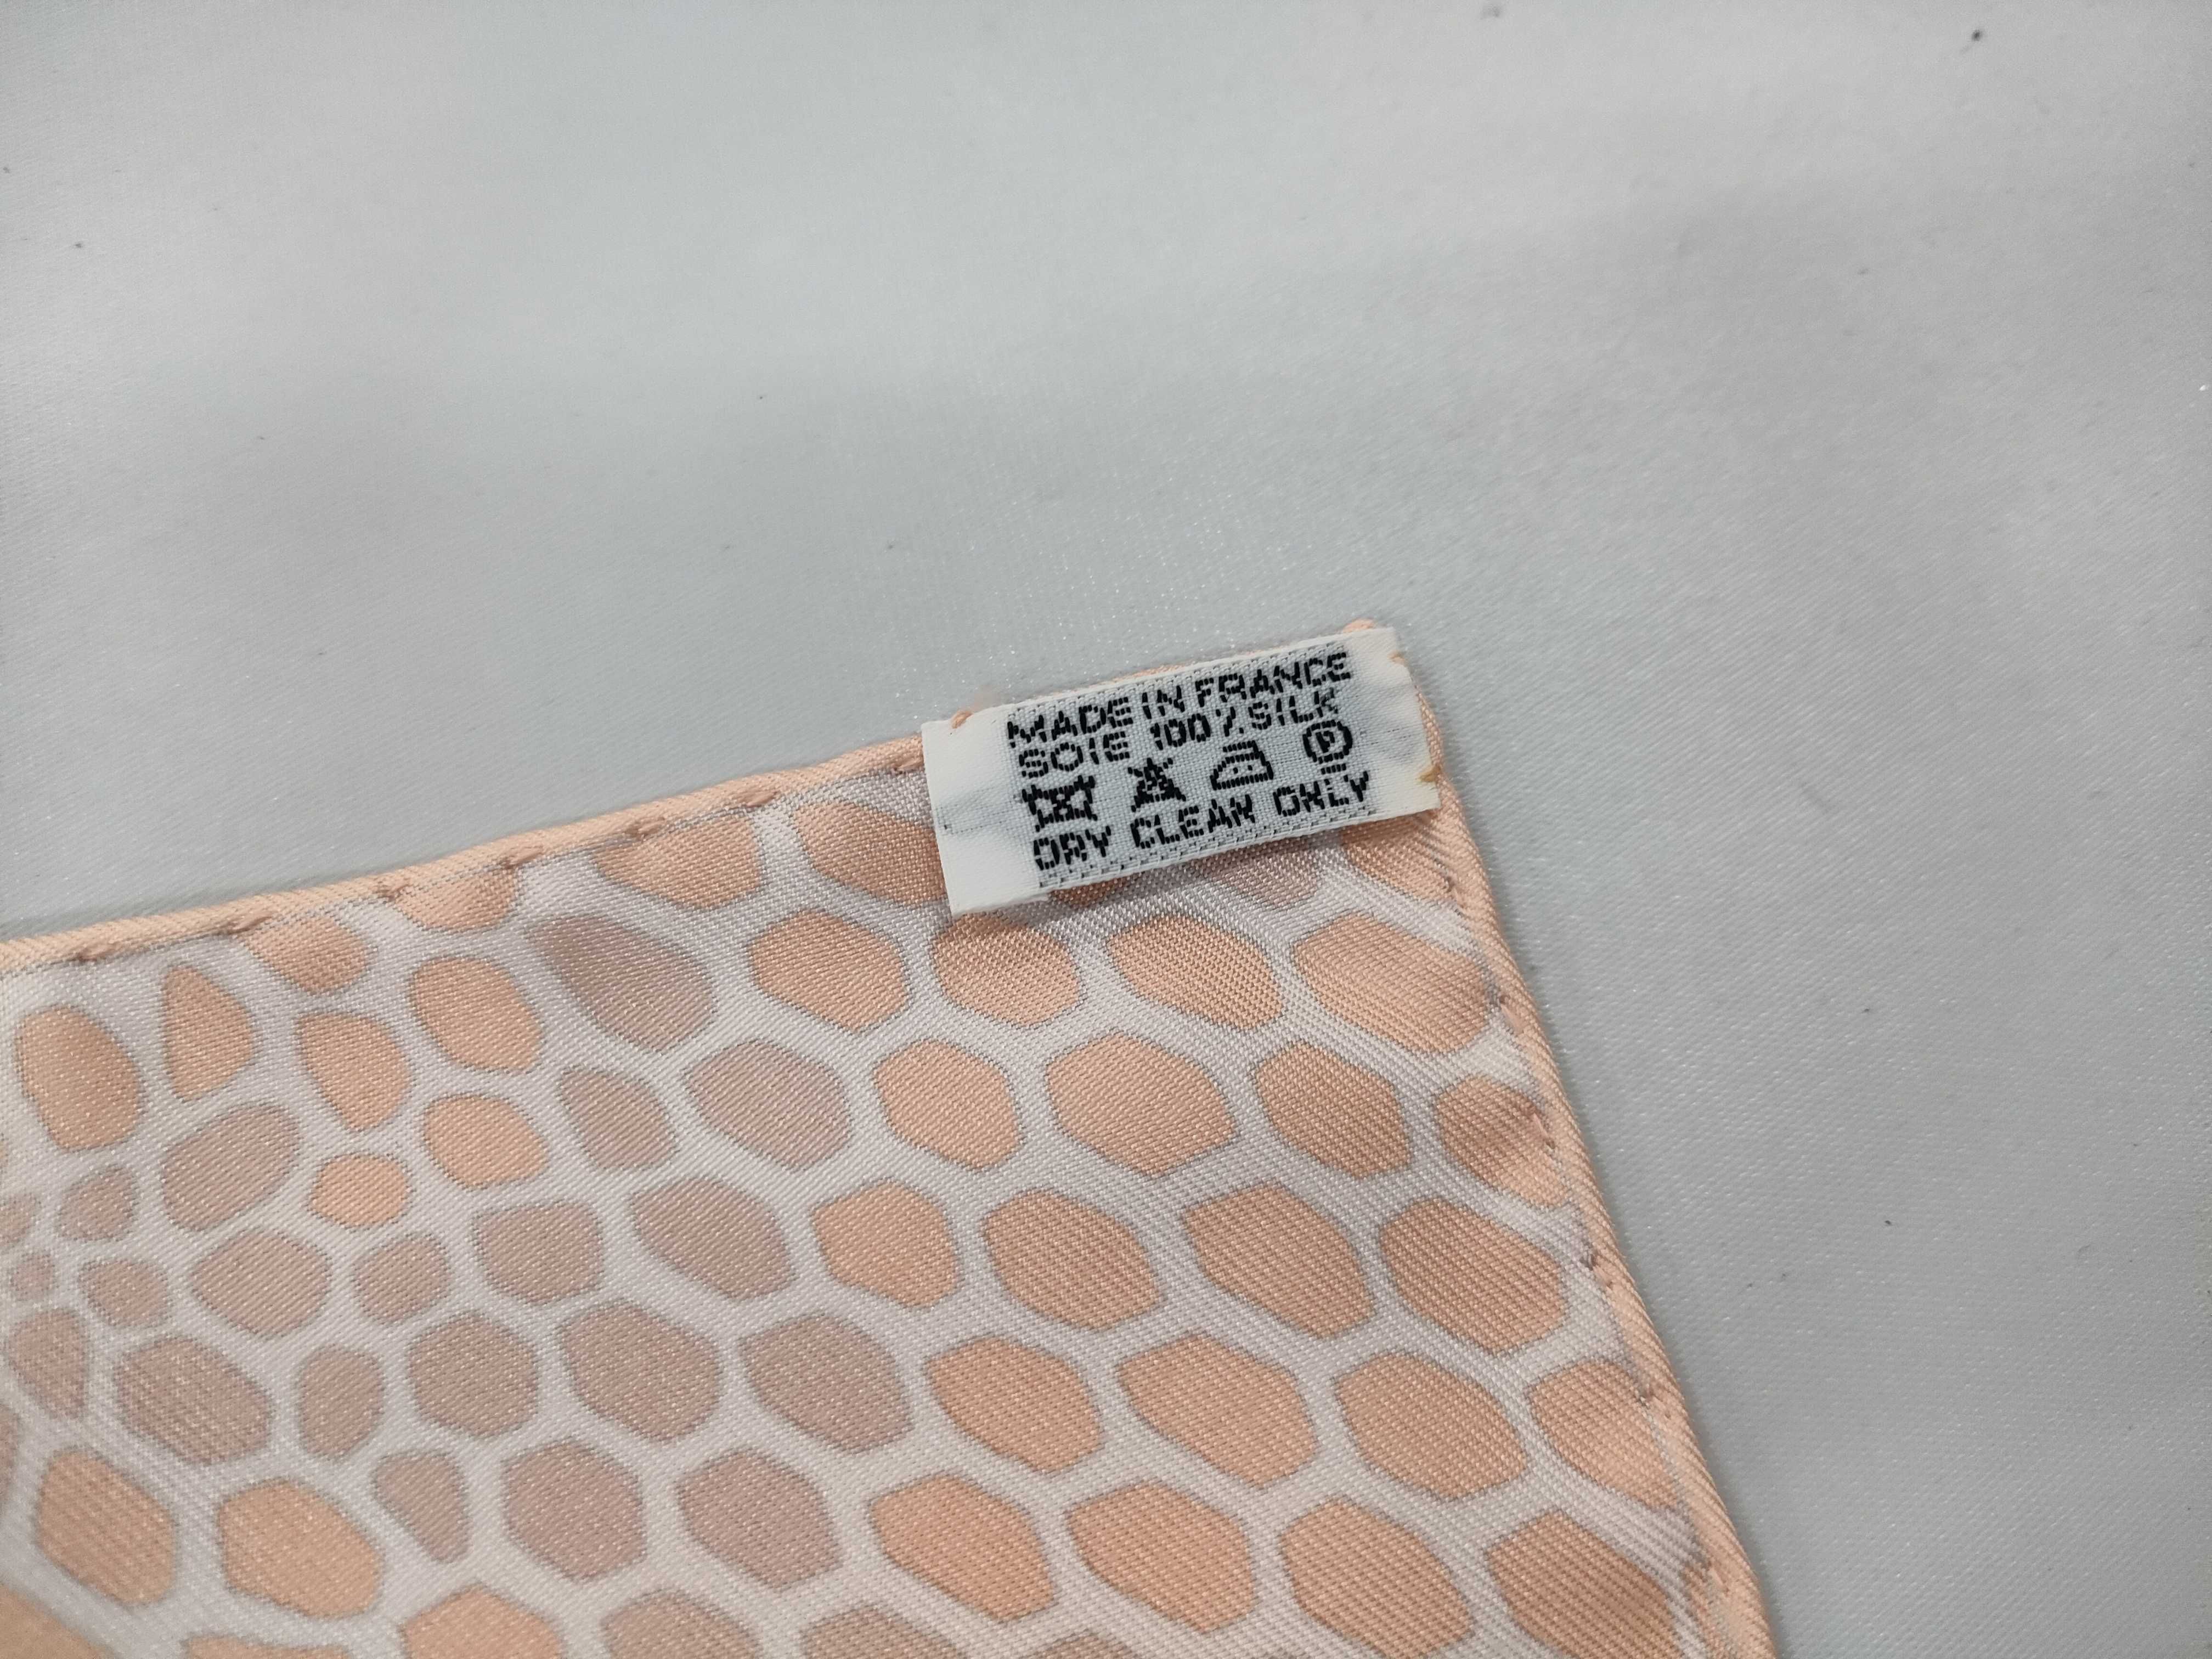 MADE IN FRANCE
SOIE 100% SILK
P
DRY CLEAN ONLY